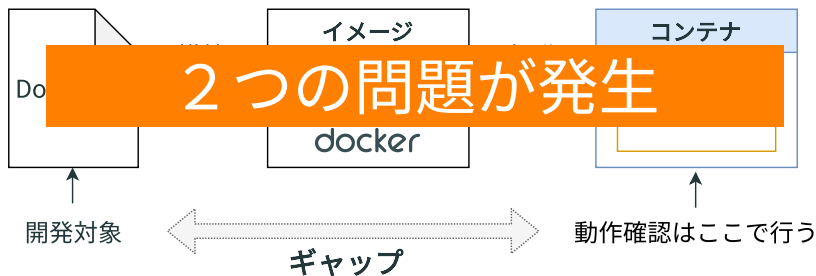 イメージ
コンテナ
Do
２つの問題が発生
docker
開発対象
動作確認はここで行う
ギャップ